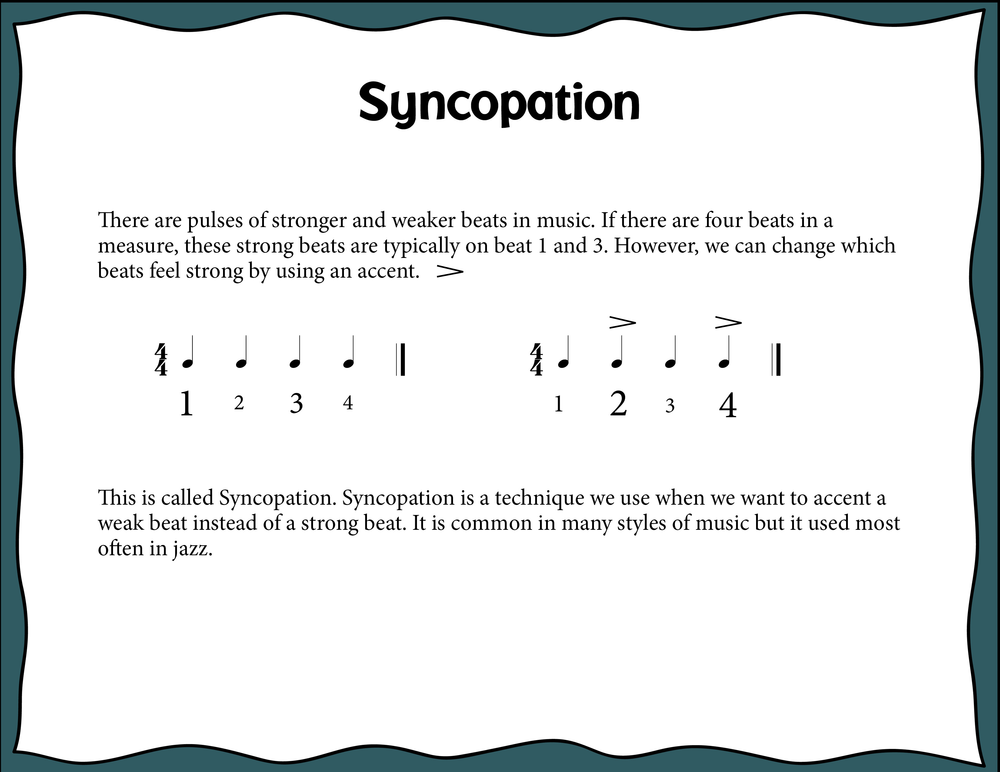 Syncopation
There are pulses of stronger and weaker beats in music. If there are four beats in a
measure, these strong beats are typically on beat 1 and 3. However, we can change which
beats feel strong by using an accent. >
> >
4 4
4 4
1 2 3 4 1 2 3 4
This is called Syncopation. Syncopation is a technique we use when we want to accent a
weak beat instead of a strong beat. It is common in many styles of music but it used most
often in jazz.